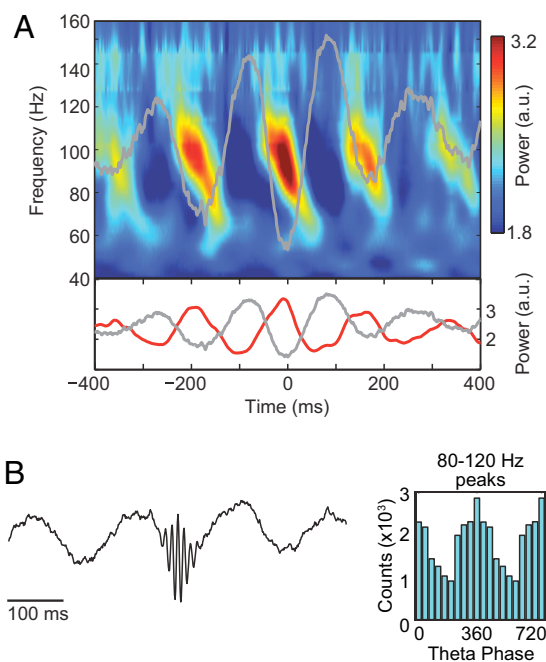 A
160
140
120
100
80
60
40
Frequency (Hz)
3.2
1.8
Power (a.u.)
3
2
Power (a.u.)
−400
−200
0
200
400
Time (ms)
B
100 ms
80-120 Hz
peaks
3
2
1
0
Counts (x10³)
0
360
720
Theta Phase